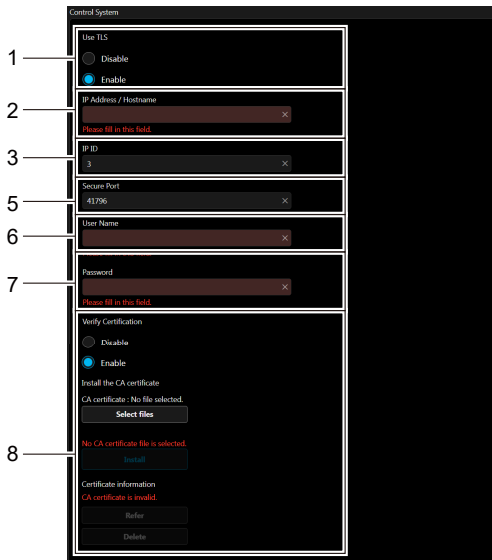 Control System
1
Use TLS
Disable
Enable
2
IP Address / Hostname
×
Please fill in this field.
3
IP ID
3 ×
5
Secure Port
41796 ×
6
User Name
×
7
Password
×
Please fill in this field.
8
Verify Certification
Disable
Enable
Install the CA certificate
CA certificate : No file selected.
Select files
No CA certificate file is selected.
Install
Certificate information
CA certificate is invalid.
Refer
Delete